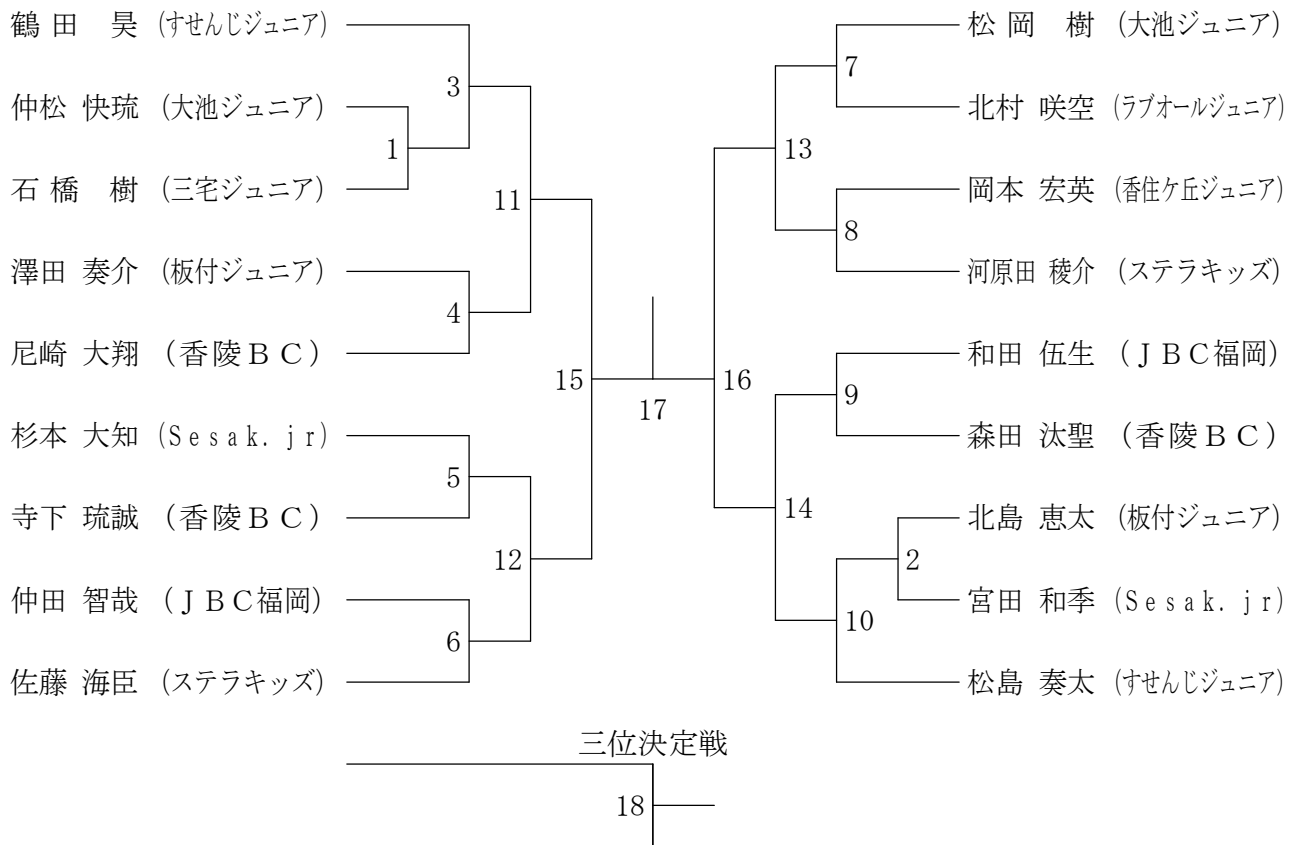 鶴田 昊 (すせんじジュニア)
仲松 快琉 (大池ジュニア)
石橋 樹 (三宅ジュニア)
澤田 奏介 (板付ジュニア)
尼崎 大翔 (香陵ＢＣ)
杉本 大知 (Sesak.jr)
寺下 琉誠 (香陵ＢＣ)
仲田 智哉 (ＪＢＣ福岡)
佐藤 海臣 (ステラキッズ)
3
1
11
4
15
5
12
6
17
松岡 樹 (大池ジュニア)
北村 咲空 (ラブオールジュニア)
岡本 宏英 (香住ケ丘ジュニア)
河原田 稜介 (ステラキッズ)
和田 伍生 (ＪＢＣ福岡)
森田 汰聖 (香陵ＢＣ)
北島 恵太 (板付ジュニア)
宮田 和季 (Sesak.jr)
松島 奏太 (すせんじジュニア)
7
13
8
16
9
14
2
10
三位決定戦
18